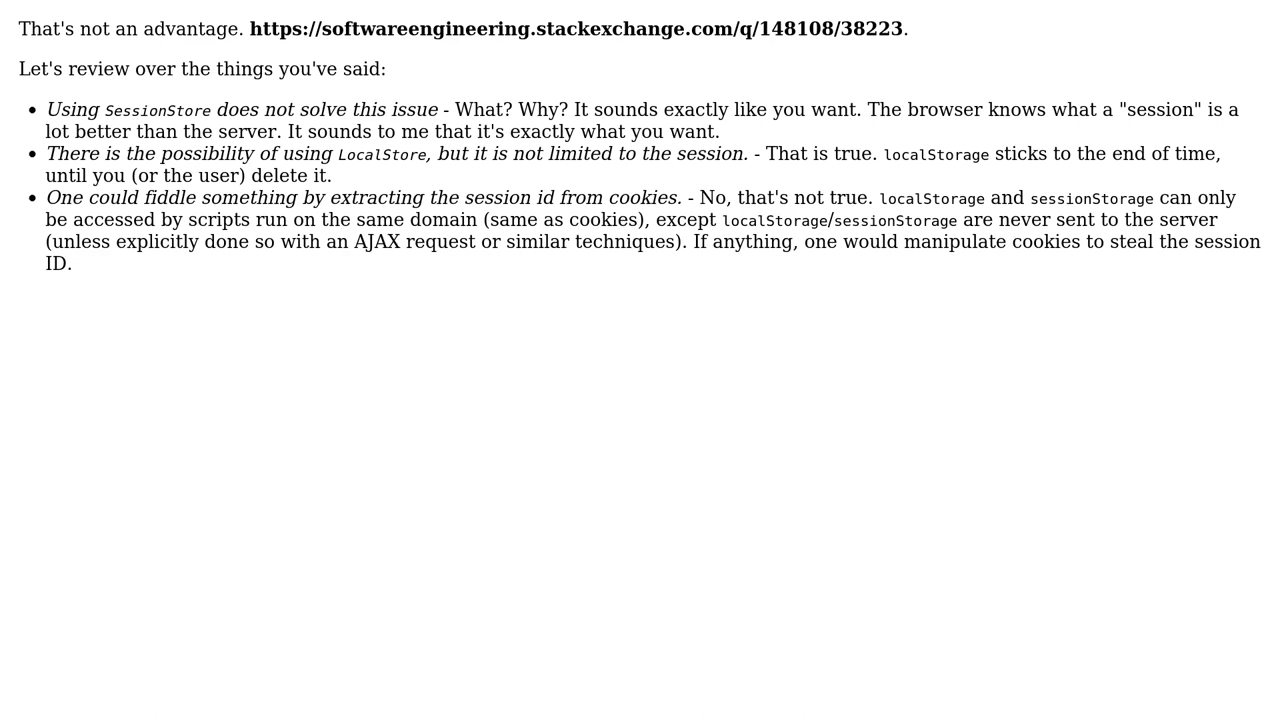 That's not an advantage. https://softwareengineering.stackexchange.com/q/148108/38223.
Let's review over the things you've said:
• Using SessionStore does not solve this issue - What? Why? It sounds exactly like you want. The browser knows what a "session" is a
lot better than the server. It sounds to me that it's exactly what you want.
• There is the possibility of using LocalStore, but it is not limited to the session. - That is true. localStorage sticks to the end of time,
until you (or the user) delete it.
• One could fiddle something by extracting the session id from cookies. - No, that's not true. localStorage and sessionStorage can only
be accessed by scripts run on the same domain (same as cookies), except localStorage/sessionStorage are never sent to the server
(unless explicitly done so with an AJAX request or similar techniques). If anything, one would manipulate cookies to steal the session
ID.